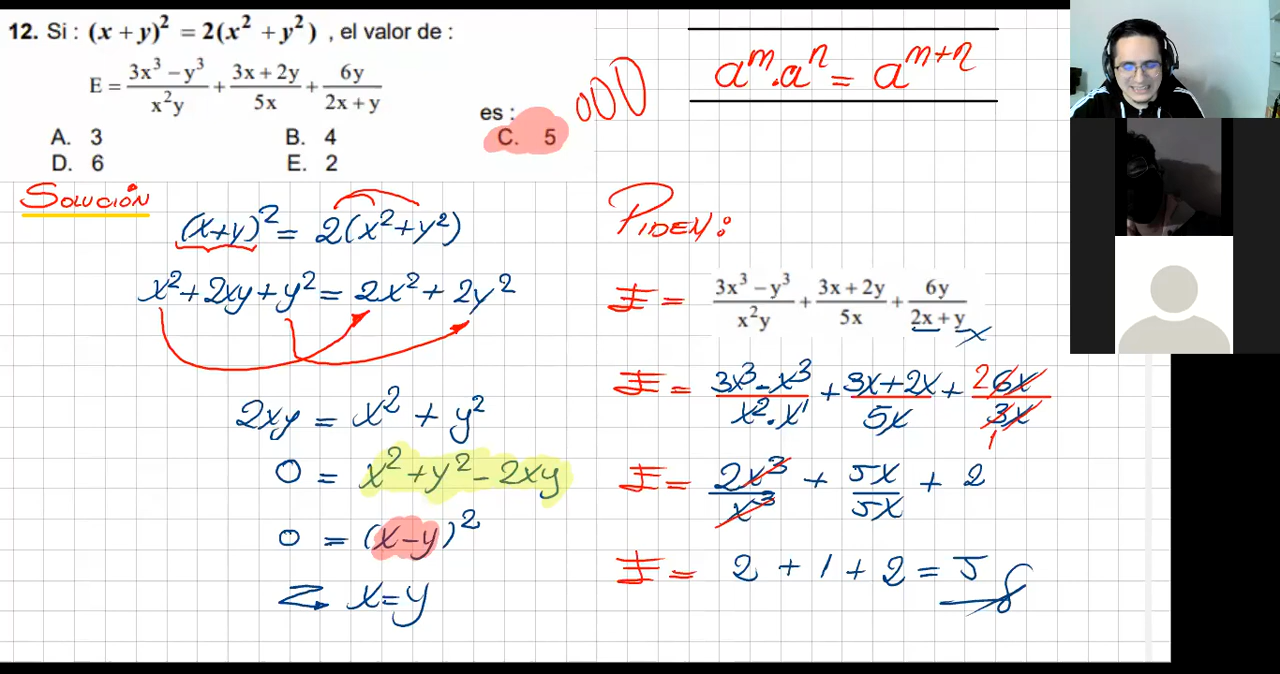 12. Si : (x + y)² = 2(x² + y²) , el valor de :
E = (3x³ – y³)/(x²y) + (3x + 2y)/(5x) + 6y/(2x + y)
es :
A. 3 B. 4 C. 5
D. 6 E. 2
aᵐ.aⁿ = aᵐ⁺ⁿ
SOLUCIÓN
(x+y)² = 2(x²+y²)
x²+2xy+y² = 2x²+2y²
2xy = x² + y²
0 = x²+y²-2xy
0 = (x-y)²
x=y
PIDEN:
E = (3x³ – y³)/(x²y) + (3x + 2y)/(5x) + 6y/(2x + y)
x
E = (3x³-x³)/(x².x¹) + (3x+2x)/(5x) + 6x/3x
2
1
E = 2x³/x³ + 5x/5x + 2
E = 2 + 1 + 2 = 5